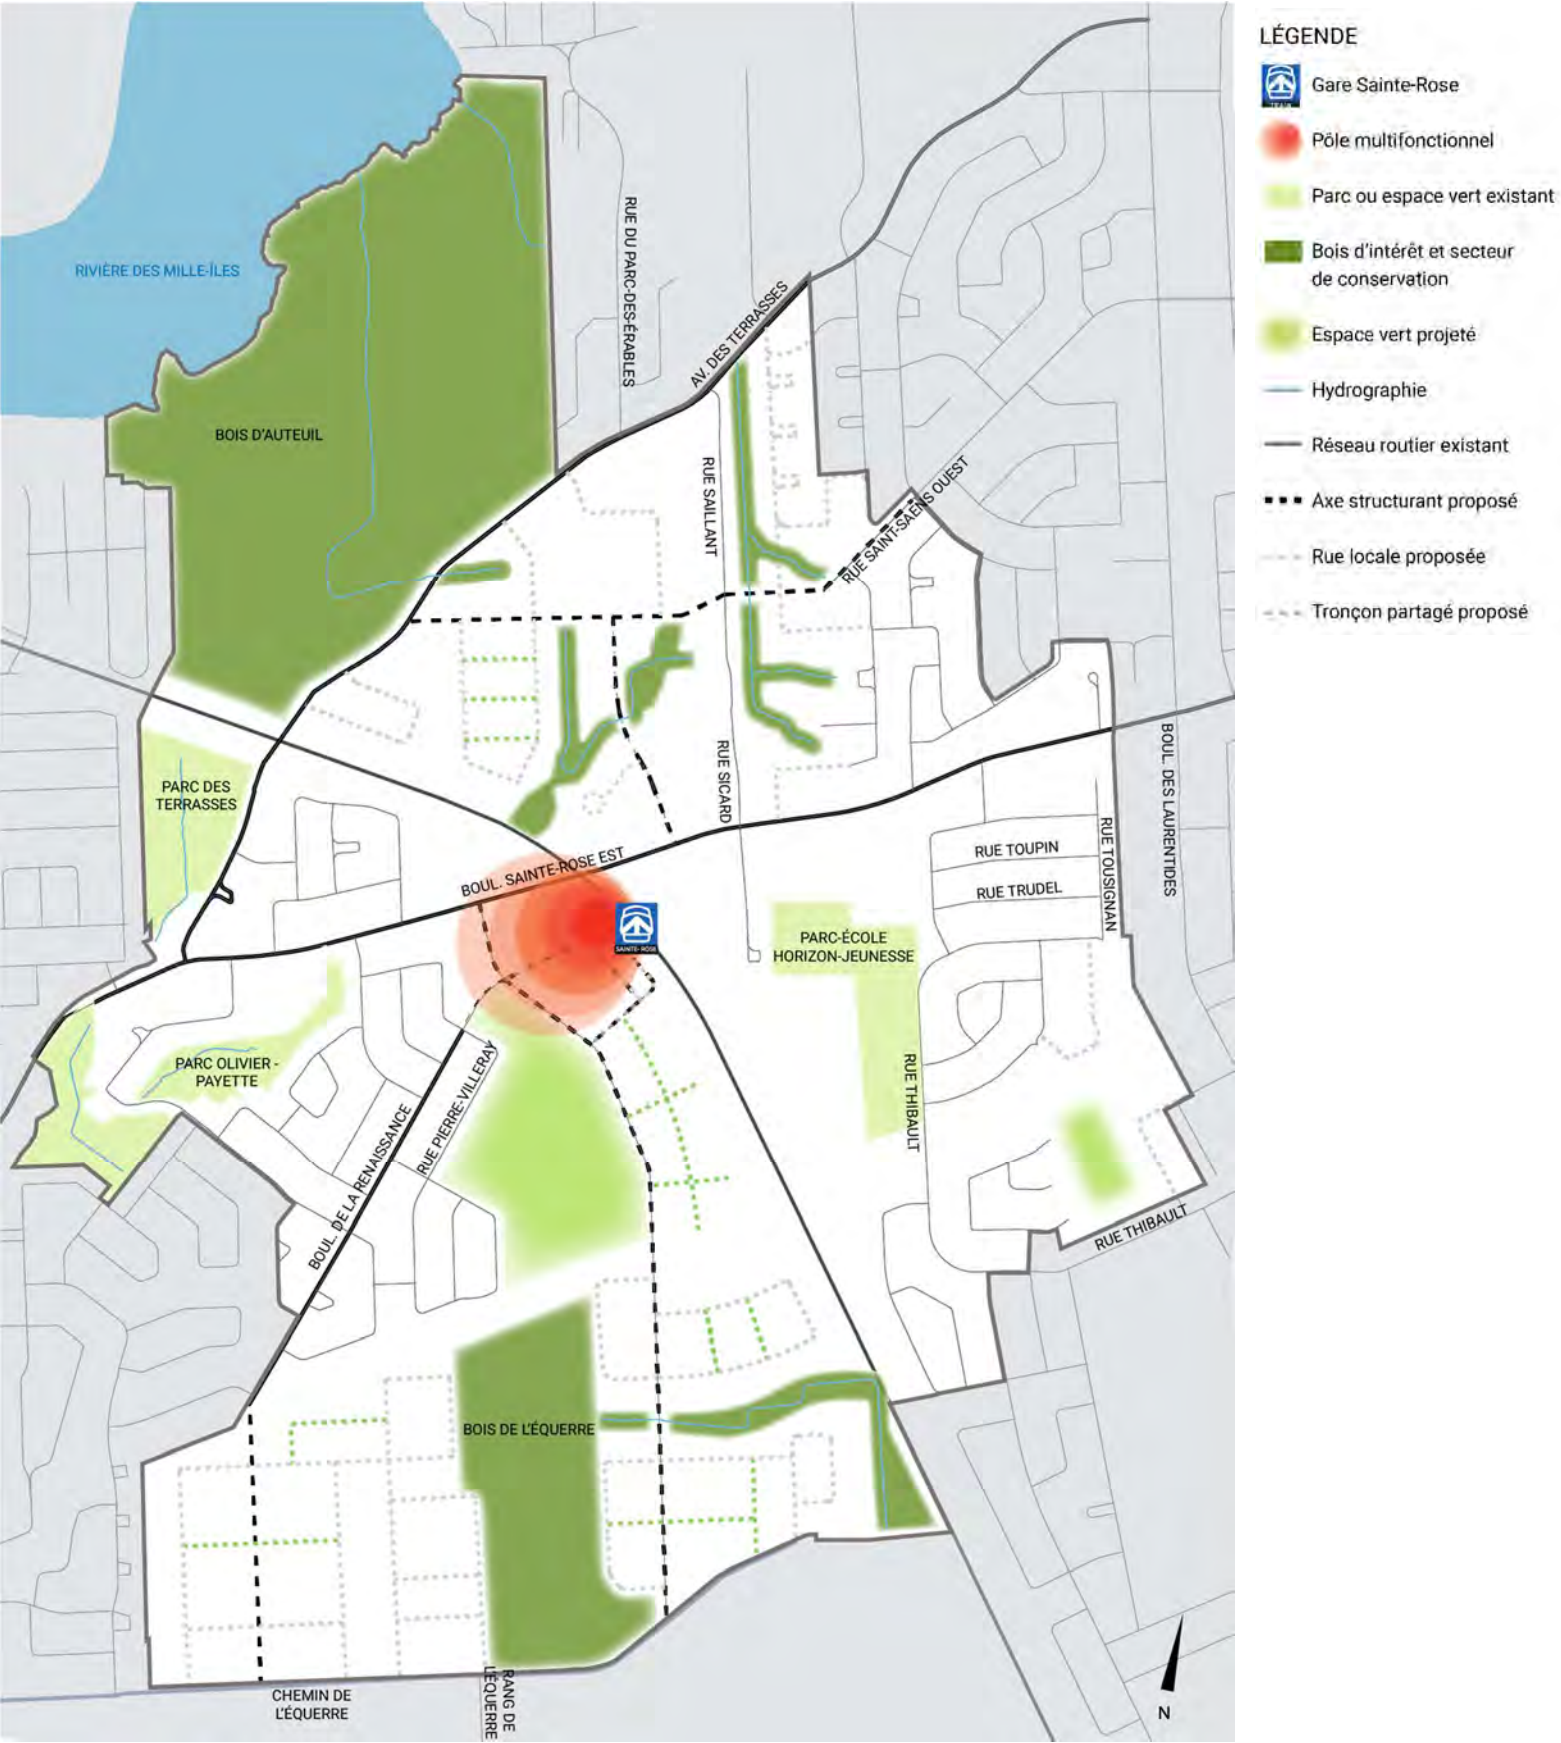 LÉGENDE
TRAIN
Gare Sainte-Rose
Pôle multifonctionnel
Parc ou espace vert existant
Bois d'intérêt et secteur
de conservation
Espace vert projeté
Hydrographie
Réseau routier existant
Axe structurant proposé
Rue locale proposée
Tronçon partagé proposé
RIVIÈRE DES MILLE-ÎLES
RUE DU PARC-DES-ÉRABLES
AV. DES TERRASSES
BOIS D'AUTEUIL
RUE SAILLANT
RUE SAINT-SAËNS OUEST
PARC DES
TERRASSES
RUE SICARD
BOUL. DES LAURENTIDES
BOUL. SAINTE-ROSE EST
RUE TOUPIN
RUE TRUDEL
RUE TOUSIGNAN
SAINTE-ROSE
PARC-ÉCOLE
HORIZON-JEUNESSE
PARC OLIVIER -
PAYETTE
RUE PIERRE-VILLERAY
BOUL. DE LA RENAISSANCE
RUE THIBAULT
RUE THIBAULT
BOIS DE L'ÉQUERRE
CHEMIN DE
L'ÉQUERRE
RANG DE
L'ÉQUERRE
N